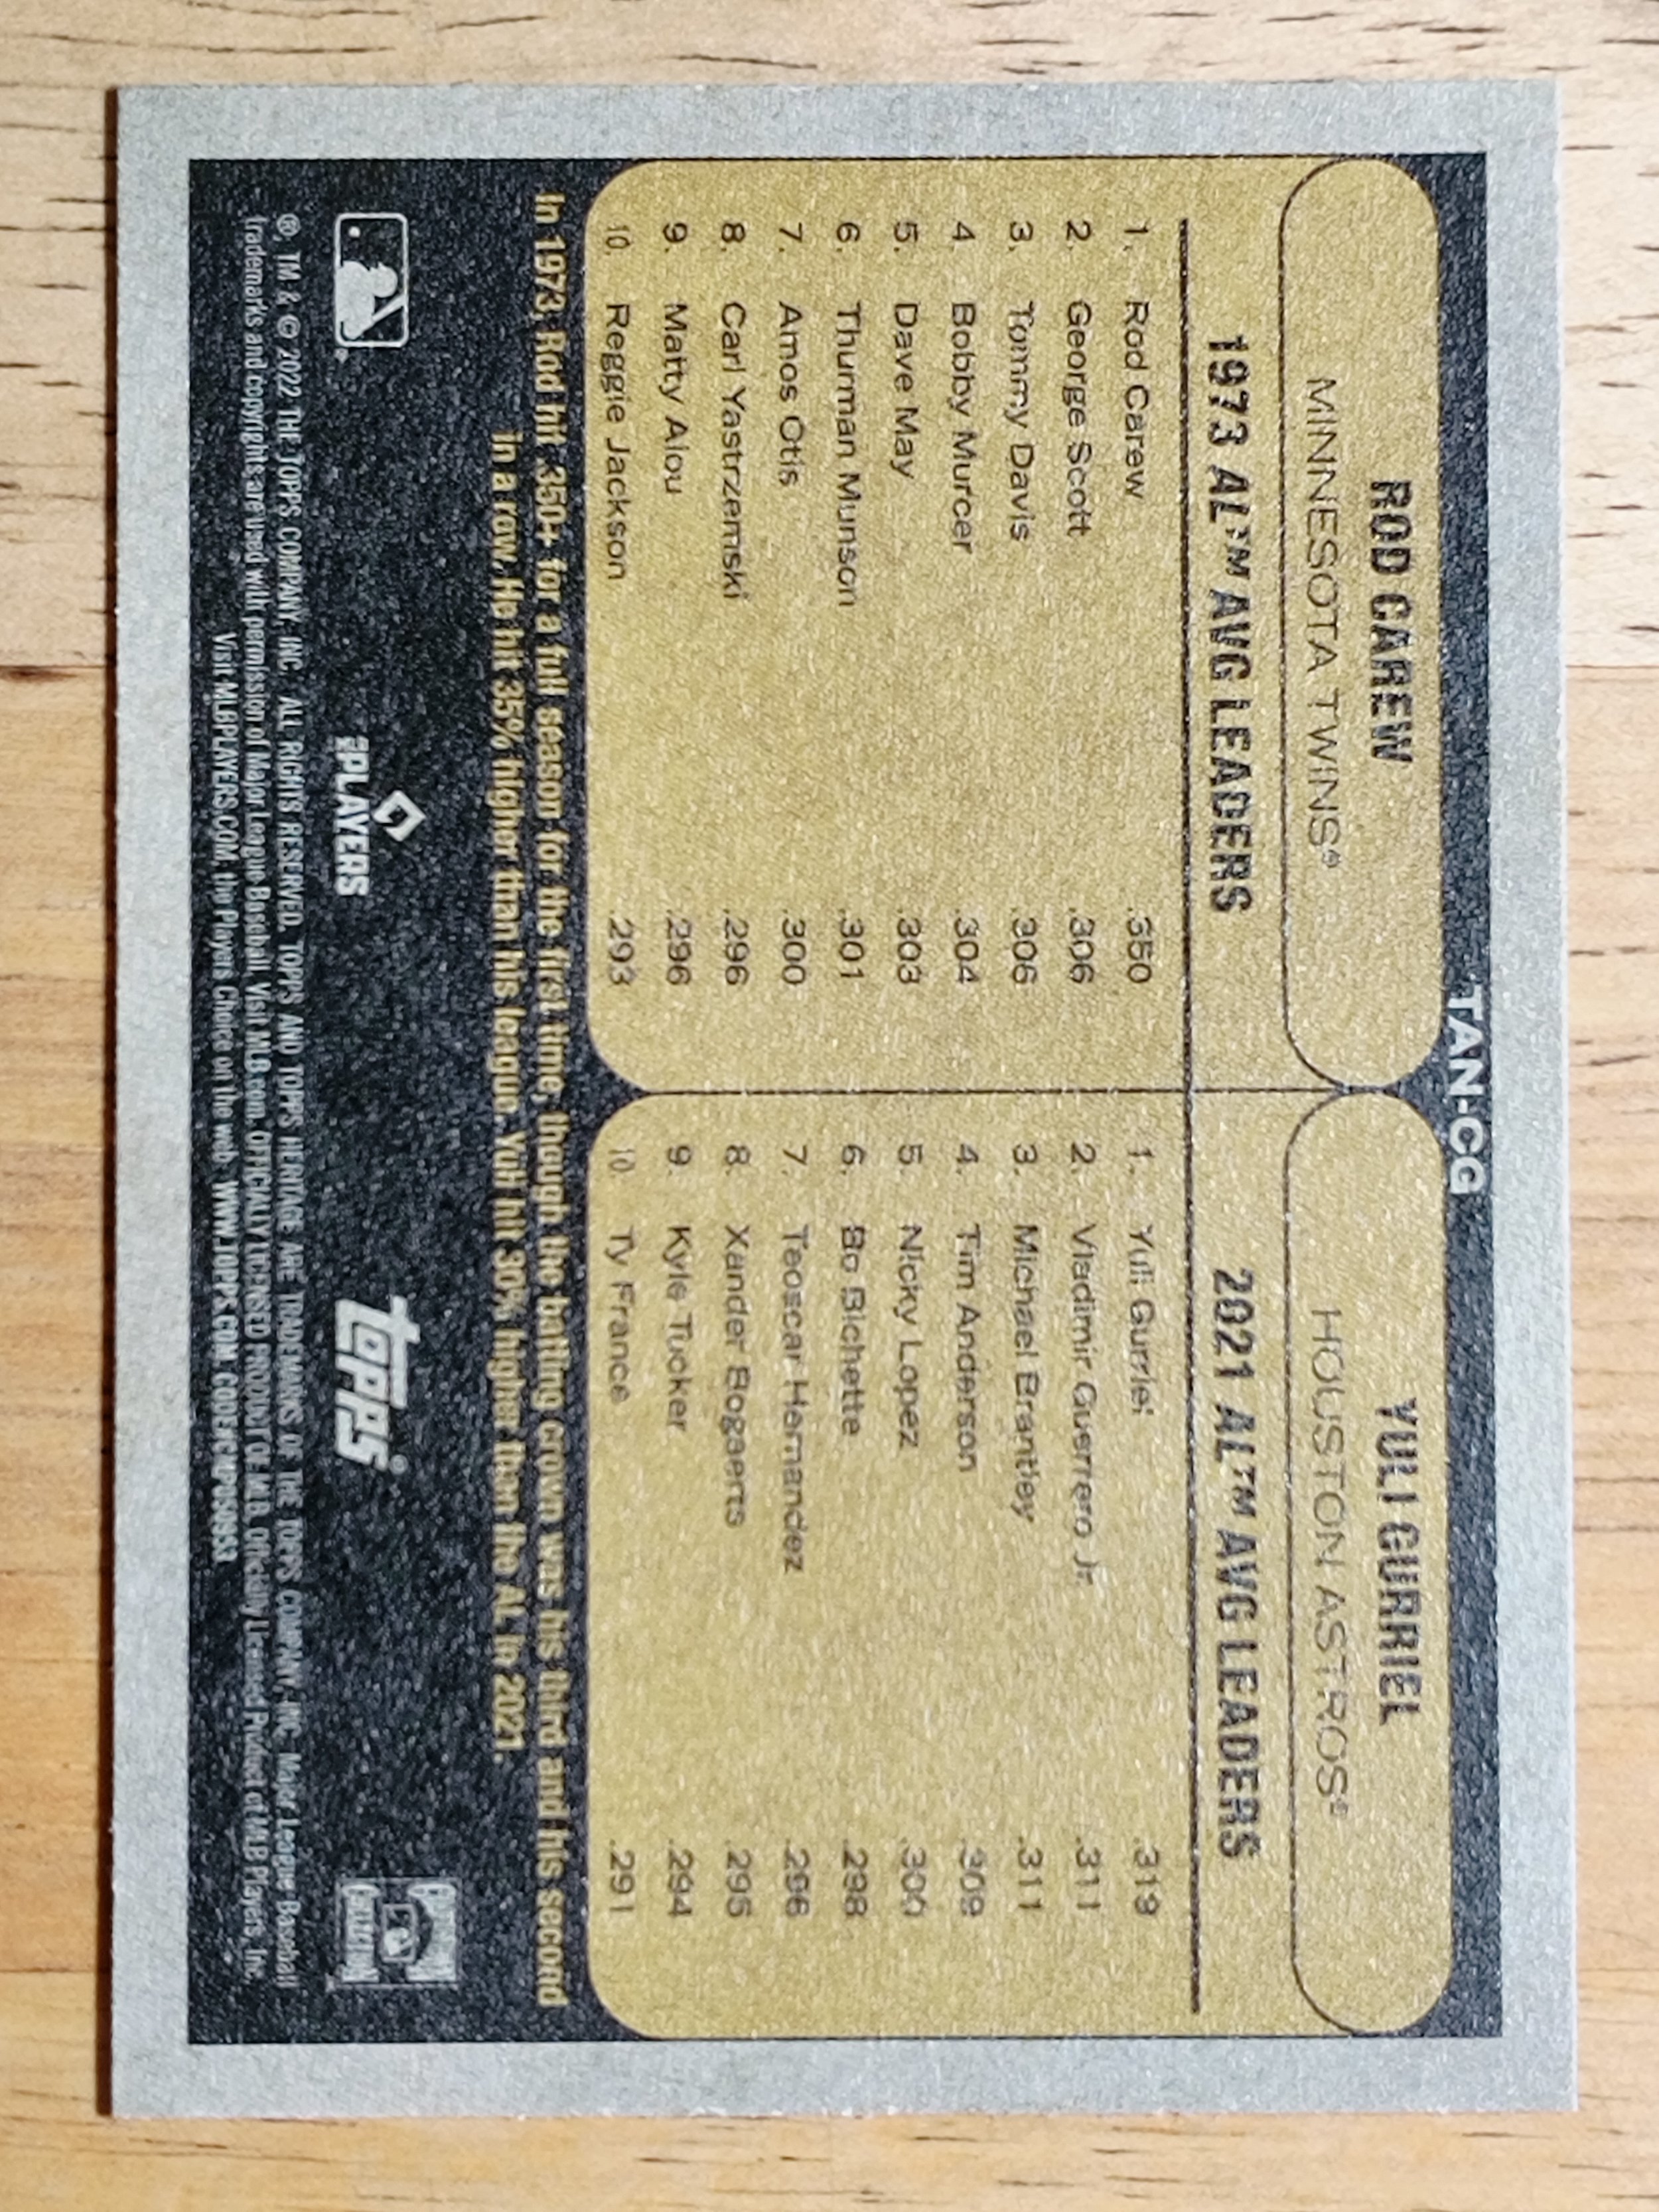 TAN-CG
ROD CAREW
MINNESOTA TWINS®
1973 AL™ AVG LEADERS
1. Rod Carew .350
2. George Scott .306
3. Tommy Davis .306
4. Bobby Murcer .304
5. Dave May .303
6. Thurman Munson .301
7. Amos Otis .300
8. Carl Yastrzemski .296
9. Matty Alou .296
10. Reggie Jackson .293
YULI GURRIEL
HOUSTON ASTROS®
2021 AL™ AVG LEADERS
1. Yuli Gurriel .319
2. Vladimir Guerrero Jr. .311
3. Michael Brantley .311
4. Tim Anderson .309
5. Nicky Lopez .300
6. Bo Bichette .298
7. Teoscar Hernandez .296
8. Xander Bogaerts .295
9. Kyle Tucker .294
10. Ty France .291
In 1973, Rod hit .350+ for a full season for the first time, though the batting crown was his third and his second
in a row. He hit 35% higher than his league. Yuli hit 30% higher than the AL in 2021.
MLB PLAYERS
topps®
®, TM & © 2022 THE TOPPS COMPANY, INC. ALL RIGHTS RESERVED. TOPPS AND TOPPS HERITAGE ARE TRADEMARKS OF THE TOPPS COMPANY, INC. Major League Baseball
trademarks and copyrights are used with permission of Major League Baseball. Visit MLB.com. OFFICIALLY LICENSED PRODUCT OF MLB Players, Inc.
Visit MLBPLAYERS.COM, the Players Choice on the web. WWW.TOPPS.COM. CODE#CMP050953